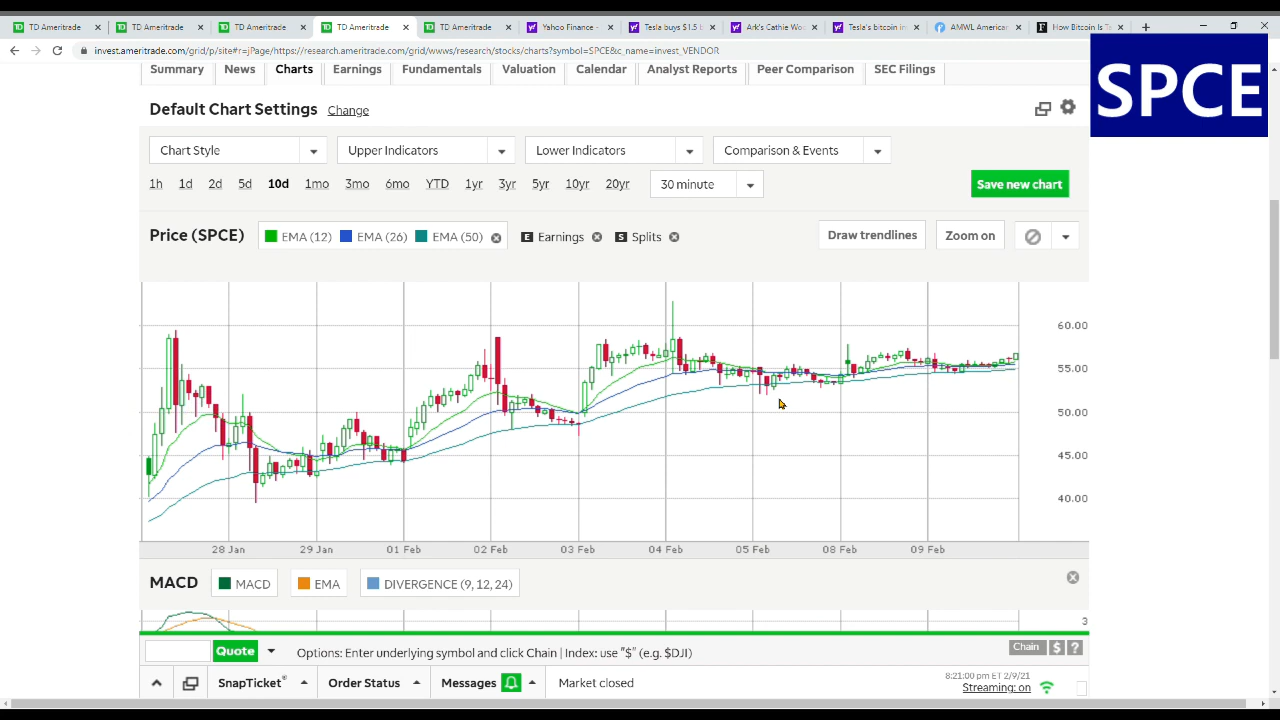 TD Ameritrade TD Ameritrade TD Ameritrade TD Ameritrade TD Ameritrade Yahoo Finance - Tesla buys $1.5 b Ark's Cathie Woo Tesla's bitcoin in AMWL American How Bitcoin Is T
invest.ameritrade.com/grid/p/site#r=jPage/https://research.ameritrade.com/grid/wwws/research/stocks/charts?symbol=SPCE&c_name=invest_VENDOR
SPCE
Summary News Charts Earnings Fundamentals Valuation Calendar Analyst Reports Peer Comparison SEC Filings
Default Chart Settings Change
Chart Style Upper Indicators Lower Indicators Comparison & Events
1h 1d 2d 5d 10d 1mo 3mo 6mo YTD 1yr 3yr 5yr 10yr 20yr 30 minute Save new chart
Price (SPCE) EMA (12) EMA (26) EMA (50) E Earnings S Splits Draw trendlines Zoom on
60.00
55.00
50.00
45.00
40.00
28 Jan 29 Jan 01 Feb 02 Feb 03 Feb 04 Feb 05 Feb 08 Feb 09 Feb
MACD MACD EMA DIVERGENCE (9, 12, 24)
3
Quote Options: Enter underlying symbol and click Chain | Index: use "$" (e.g. $DJI) Chain $ ?
SnapTicket® Order Status Messages Market closed 8:21:00 pm ET 2/9/21
Streaming: on